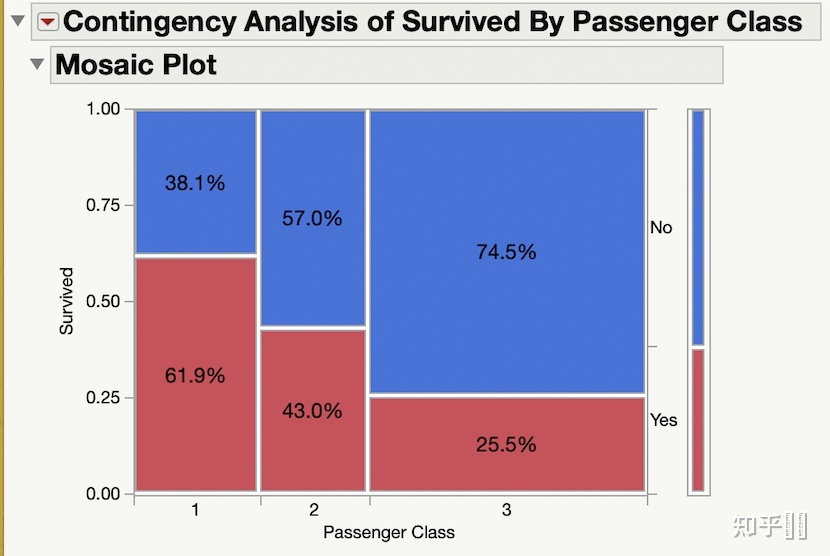 Contingency Analysis of Survived By Passenger Class
Mosaic Plot
1.00
0.75
0.50
0.25
0.00
Survived
38.1%
61.9%
57.0%
43.0%
74.5%
25.5%
No
Yes
1 2 3
Passenger Class
知乎